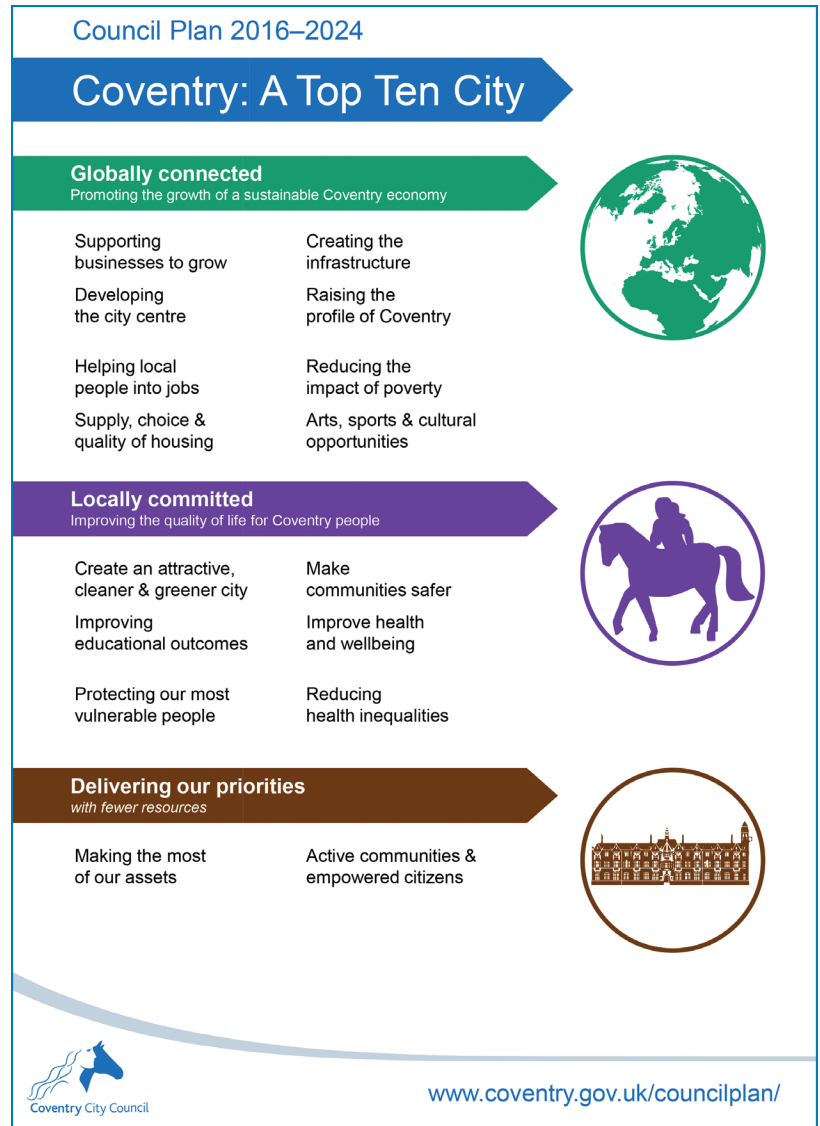 Council Plan 2016–2024
Coventry: A Top Ten City
Globally connected
Promoting the growth of a sustainable Coventry economy
Supporting
businesses to grow
Creating the
infrastructure
Developing
the city centre
Raising the
profile of Coventry
Helping local
people into jobs
Reducing the
impact of poverty
Supply, choice &
quality of housing
Arts, sports & cultural
opportunities
Locally committed
Improving the quality of life for Coventry people
Create an attractive,
cleaner & greener city
Make
communities safer
Improving
educational outcomes
Improve health
and wellbeing
Protecting our most
vulnerable people
Reducing
health inequalities
Delivering our priorities
with fewer resources
Making the most
of our assets
Active communities &
empowered citizens
Coventry City Council
www.coventry.gov.uk/councilplan/